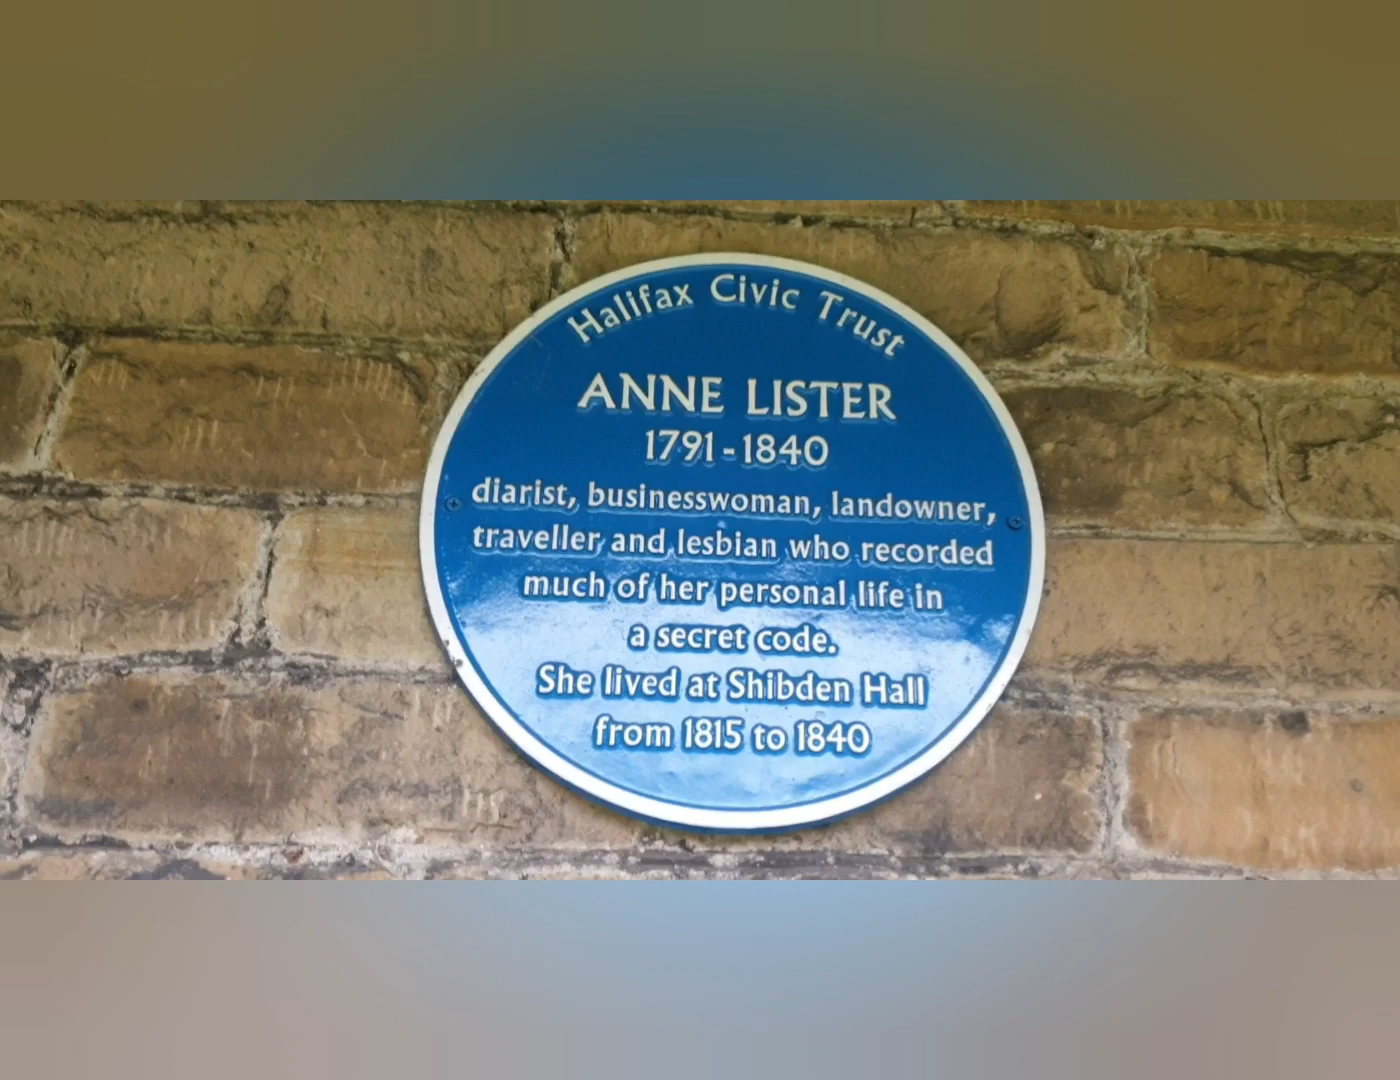 Halifax Civic Trust
ANNE LISTER
1791-1840
diarist, businesswoman, landowner,
traveller and lesbian who recorded
much of her personal life in
a secret code.
She lived at Shibden Hall
from 1815 to 1840